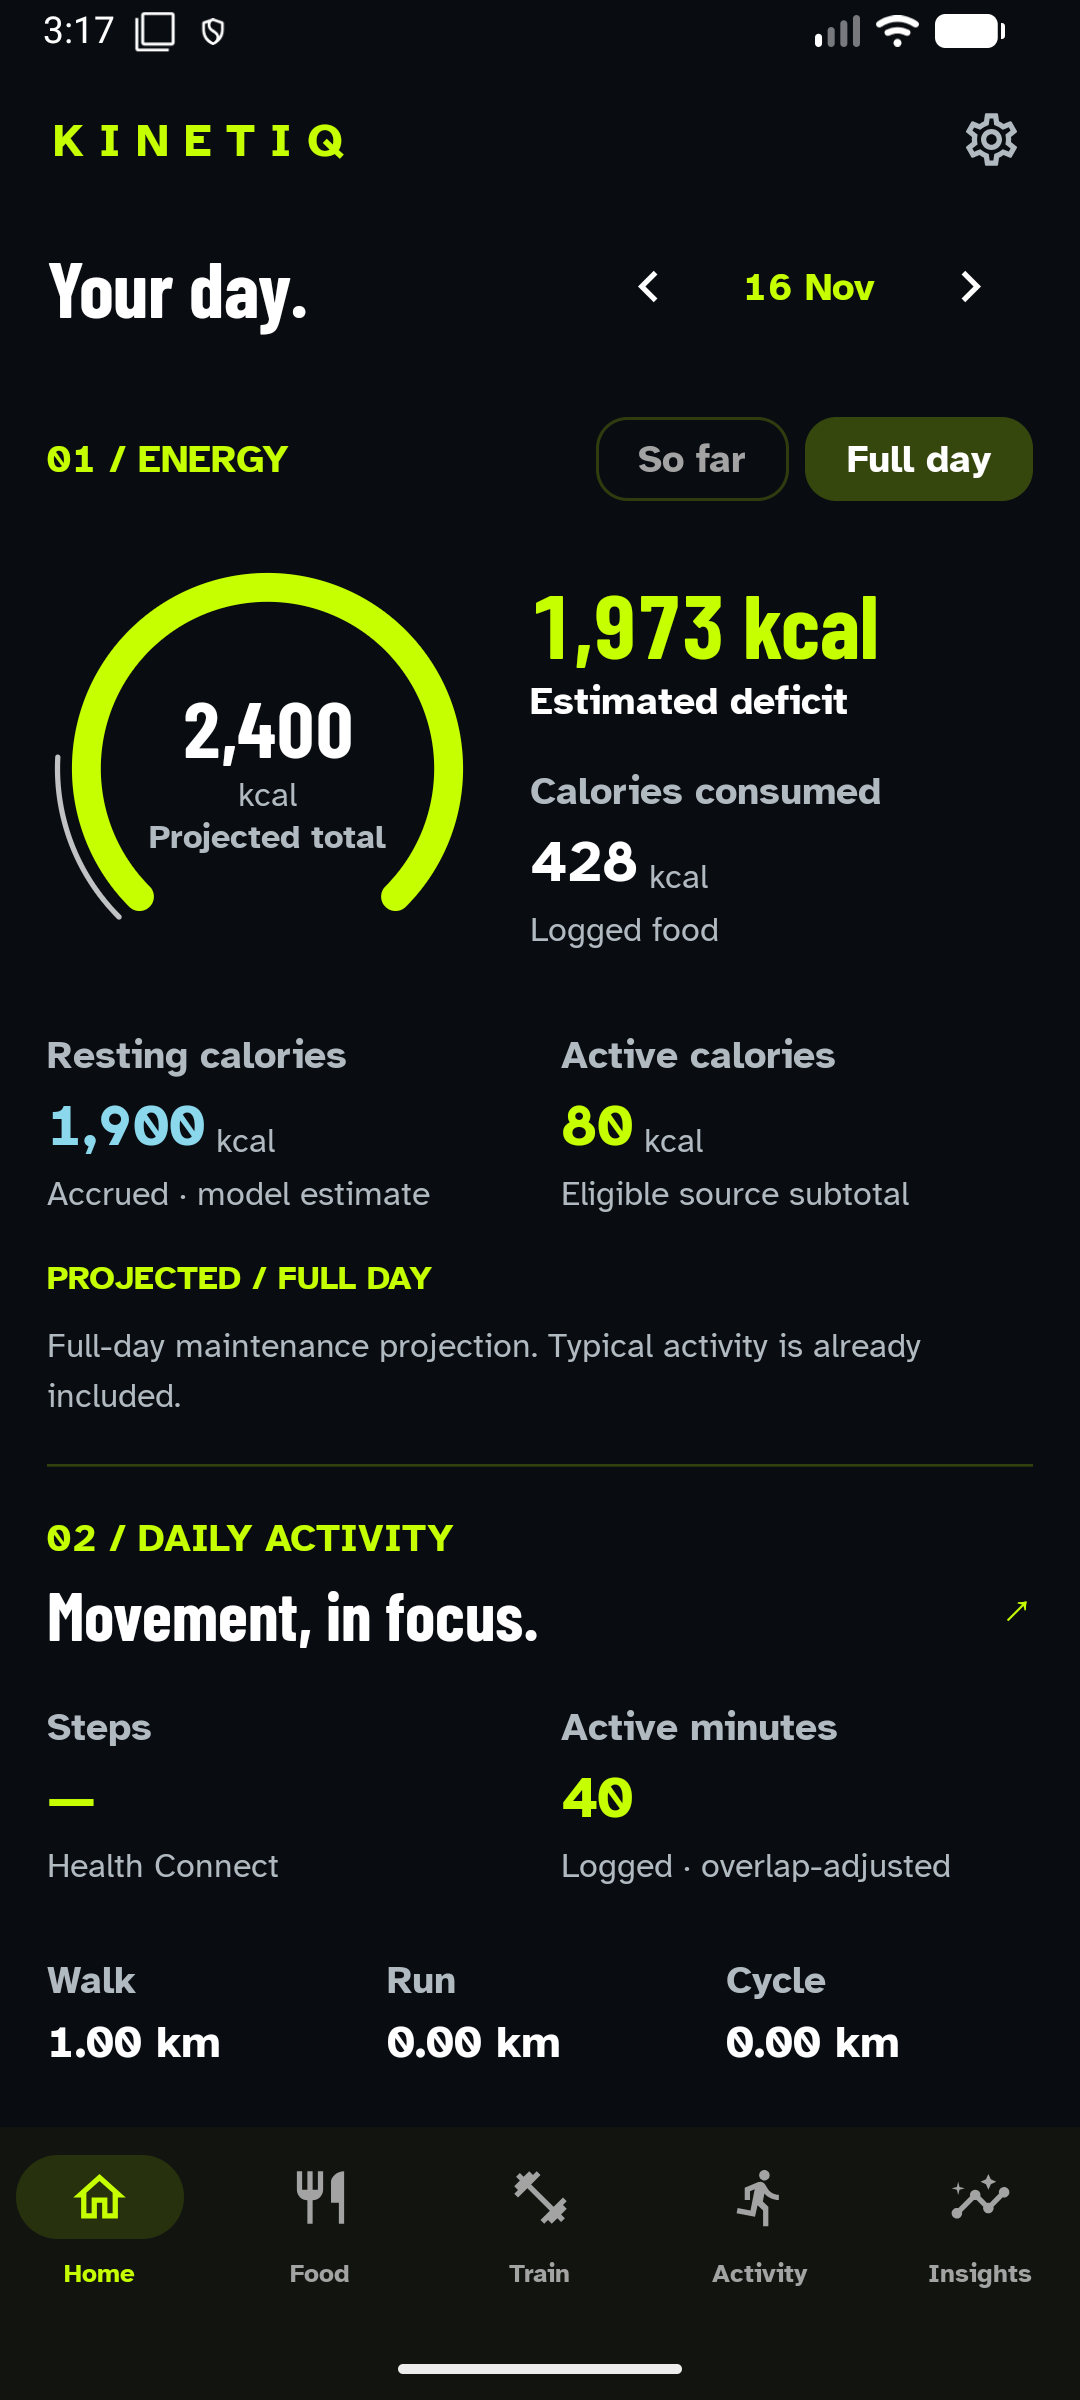 3:17
KINETIQ
Your day.
16 Nov
01 / ENERGY
So far
Full day
2,400
kcal
Projected total
1,973 kcal
Estimated deficit
Calories consumed
428 kcal
Logged food
Resting calories
1,900 kcal
Accrued · model estimate
Active calories
80 kcal
Eligible source subtotal
PROJECTED / FULL DAY
Full-day maintenance projection. Typical activity is already
included.
02 / DAILY ACTIVITY
Movement, in focus.
↗
Steps
—
Health Connect
Active minutes
40
Logged · overlap-adjusted
Walk
1.00 km
Run
0.00 km
Cycle
0.00 km
Home
Food
Train
Activity
Insights